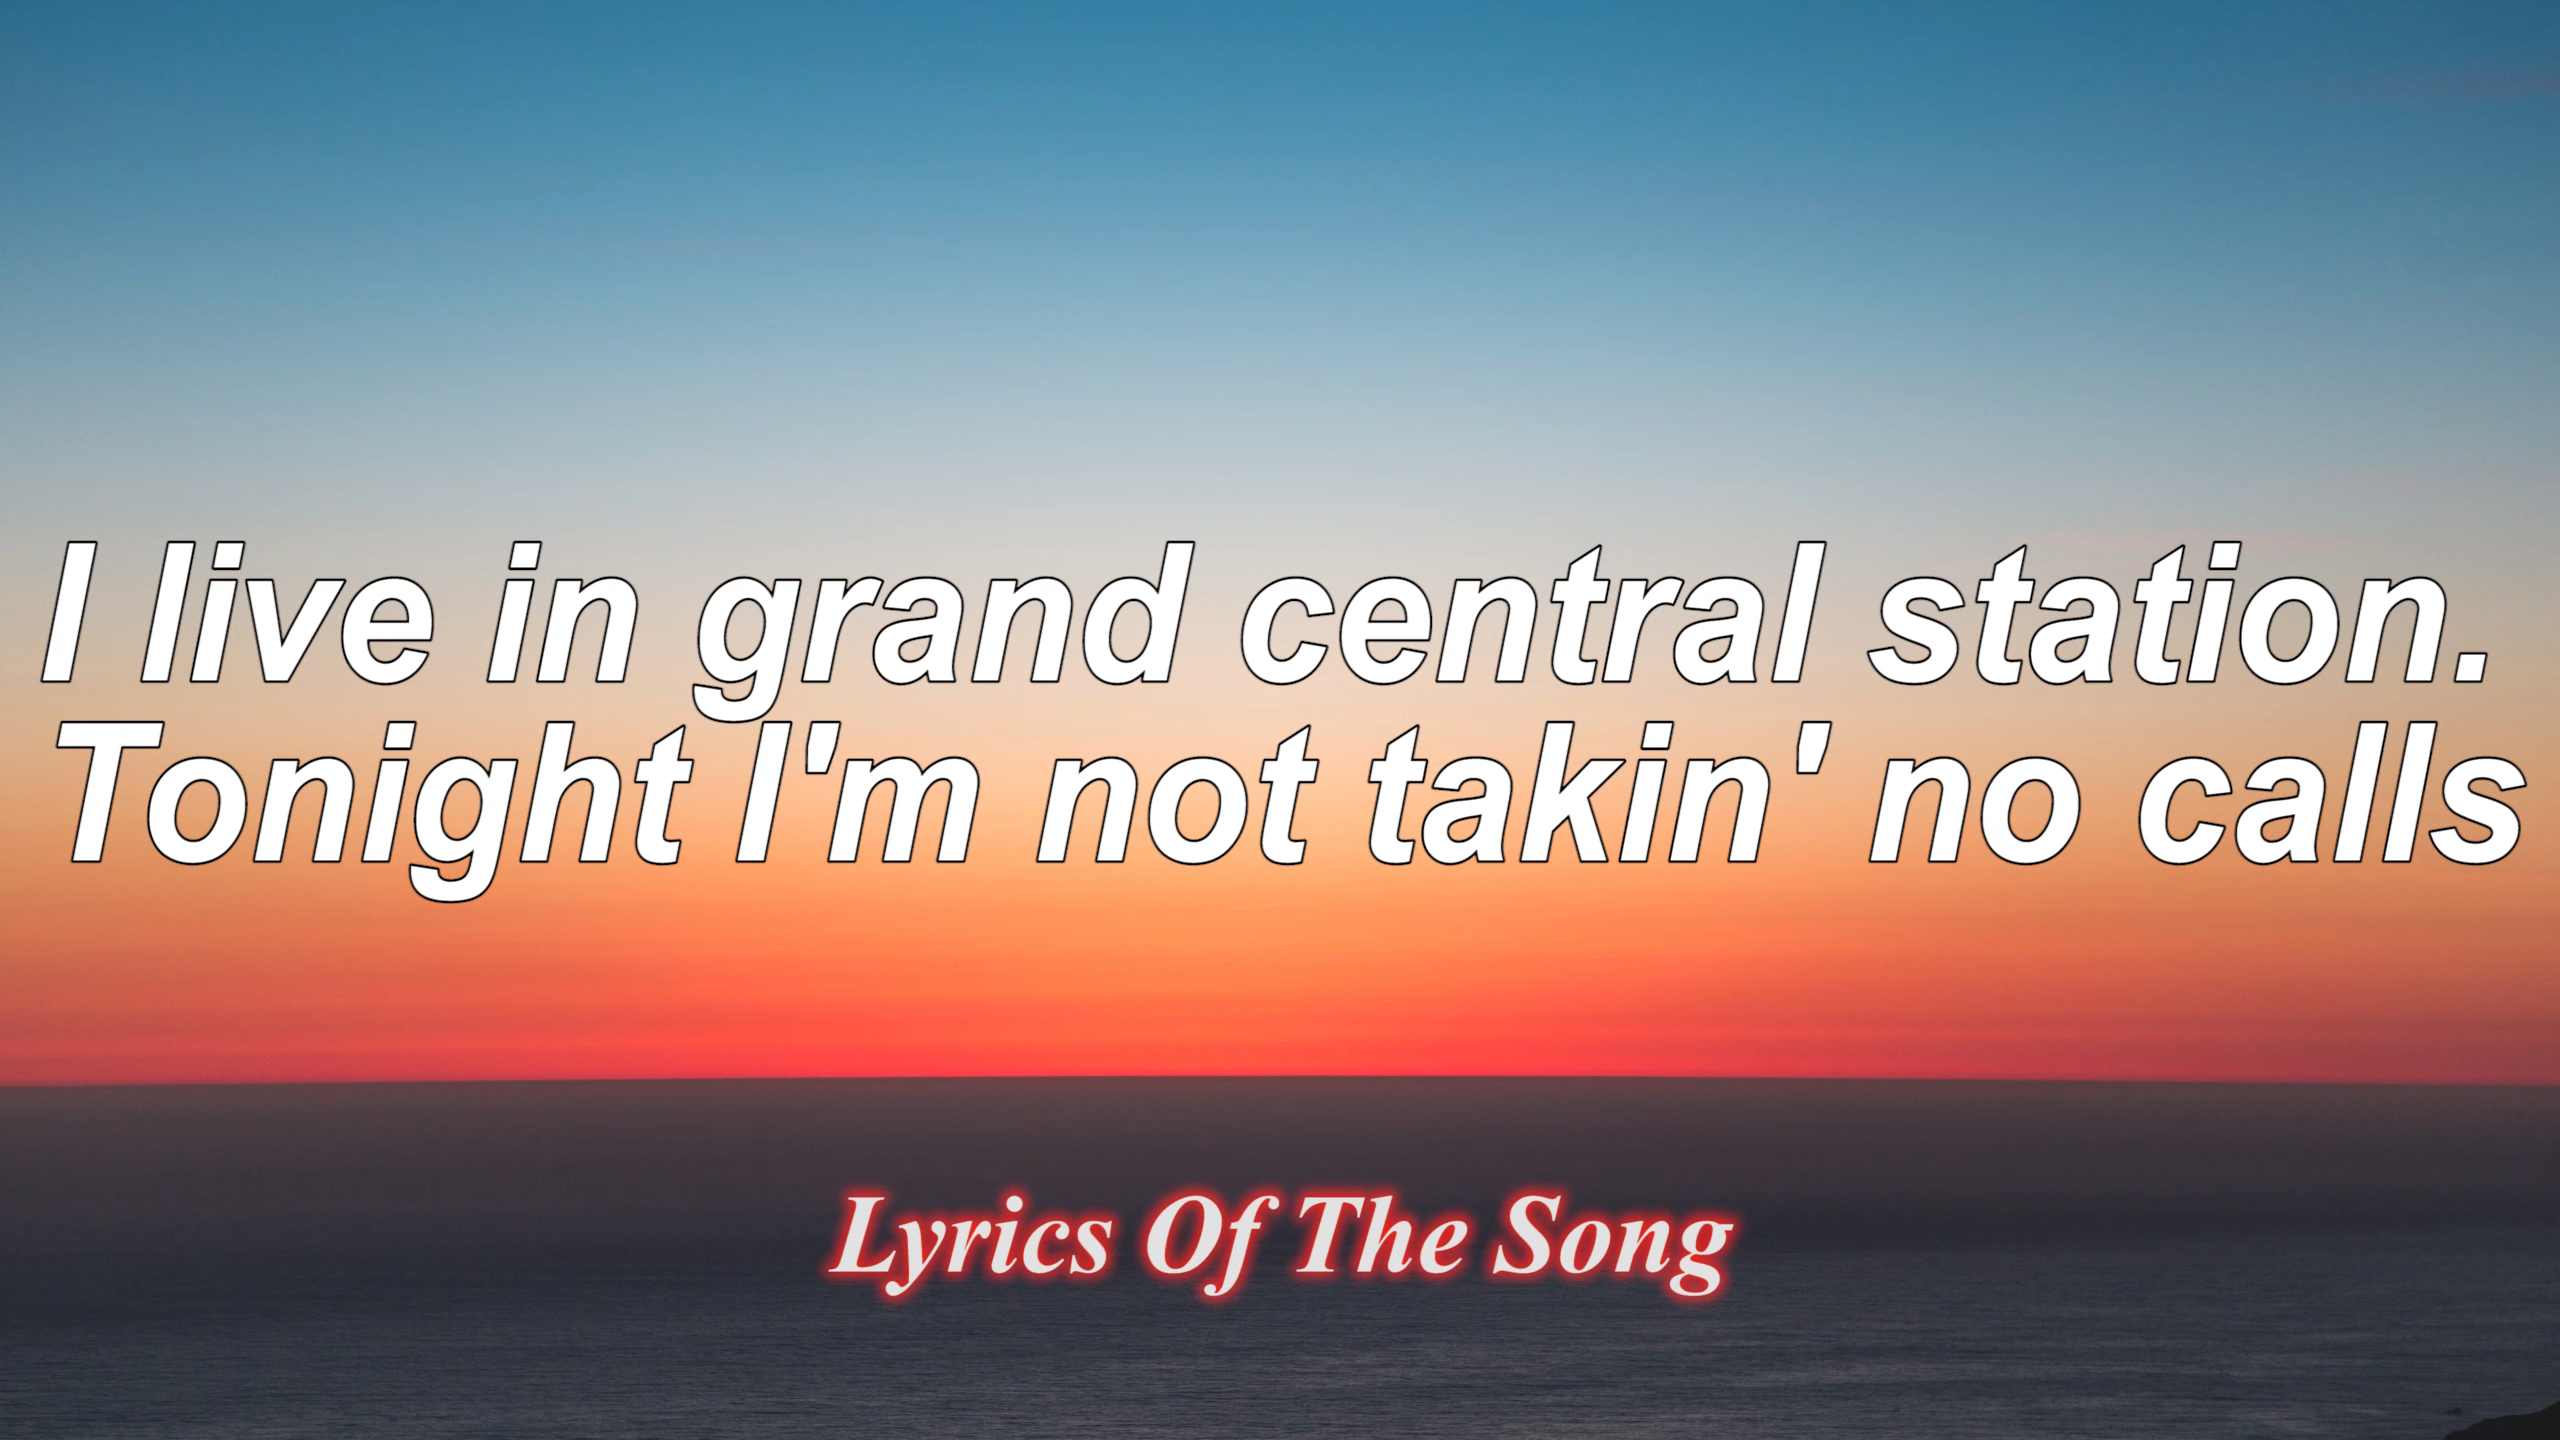 I live in grand central station.
Tonight I'm not takin' no calls
Lyrics Of The Song